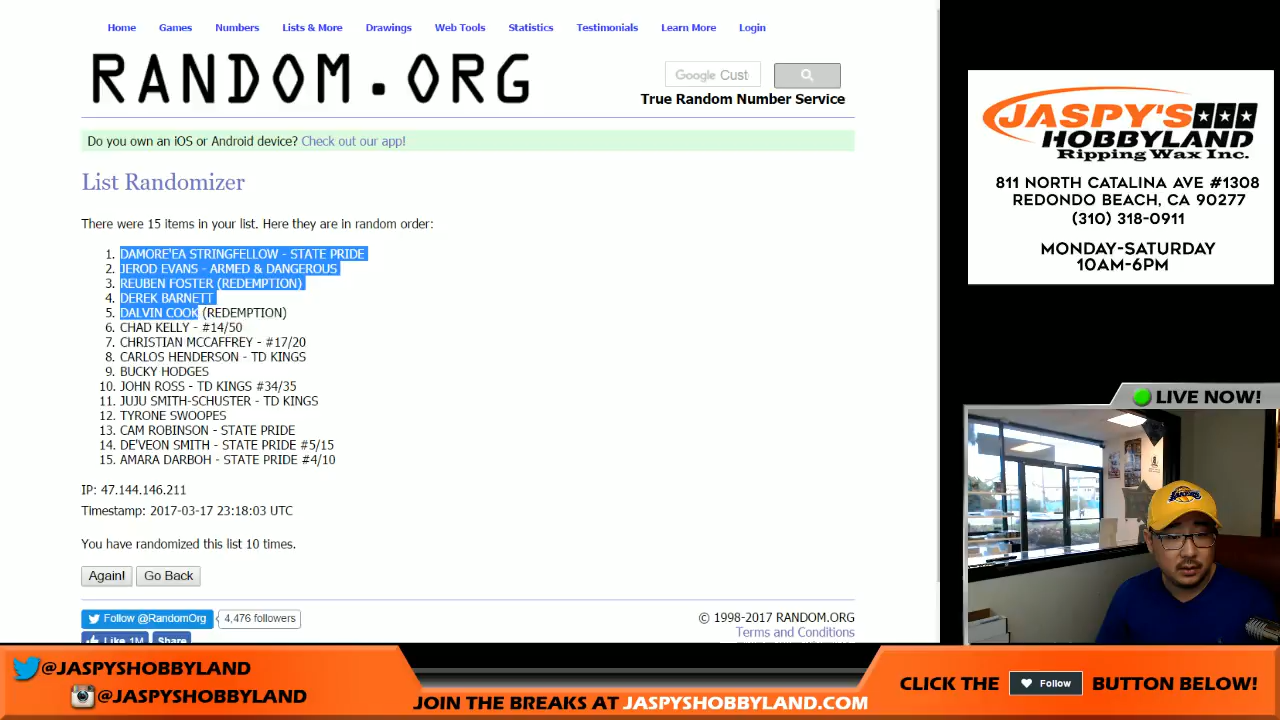 Home Games Numbers Lists & More Drawings Web Tools Statistics Testimonials Learn More Login
RANDOM.ORG
Google Cust
True Random Number Service
Do you own an iOS or Android device? Check out our app!
List Randomizer
There were 15 items in your list. Here they are in random order:
1. DAMORE'EA STRINGFELLOW - STATE PRIDE
2. JEROD EVANS - ARMED & DANGEROUS
3. REUBEN FOSTER (REDEMPTION)
4. DEREK BARNETT
5. DALVIN COOK (REDEMPTION)
6. CHAD KELLY - #14/50
7. CHRISTIAN MCCAFFREY - #17/20
8. CARLOS HENDERSON - TD KINGS
9. BUCKY HODGES
10. JOHN ROSS - TD KINGS #34/35
11. JUJU SMITH-SCHUSTER - TD KINGS
12. TYRONE SWOOPES
13. CAM ROBINSON - STATE PRIDE
14. DE'VEON SMITH - STATE PRIDE #5/15
15. AMARA DARBOH - STATE PRIDE #4/10
IP: 47.144.146.211
Timestamp: 2017-03-17 23:18:03 UTC
You have randomized this list 10 times.
Again! Go Back
Follow @RandomOrg 4,476 followers
Like 1M Share
© 1998-2017 RANDOM.ORG
Terms and Conditions
JASPY'S
HOBBYLAND
Ripping Wax Inc.
811 NORTH CATALINA AVE #1308
REDONDO BEACH, CA 90277
(310) 318-0911
MONDAY-SATURDAY
10AM-6PM
LIVE NOW!
@JASPYSHOBBYLAND
@JASPYSHOBBYLAND
JOIN THE BREAKS AT JASPYSHOBBYLAND.COM
CLICK THE Follow BUTTON BELOW!